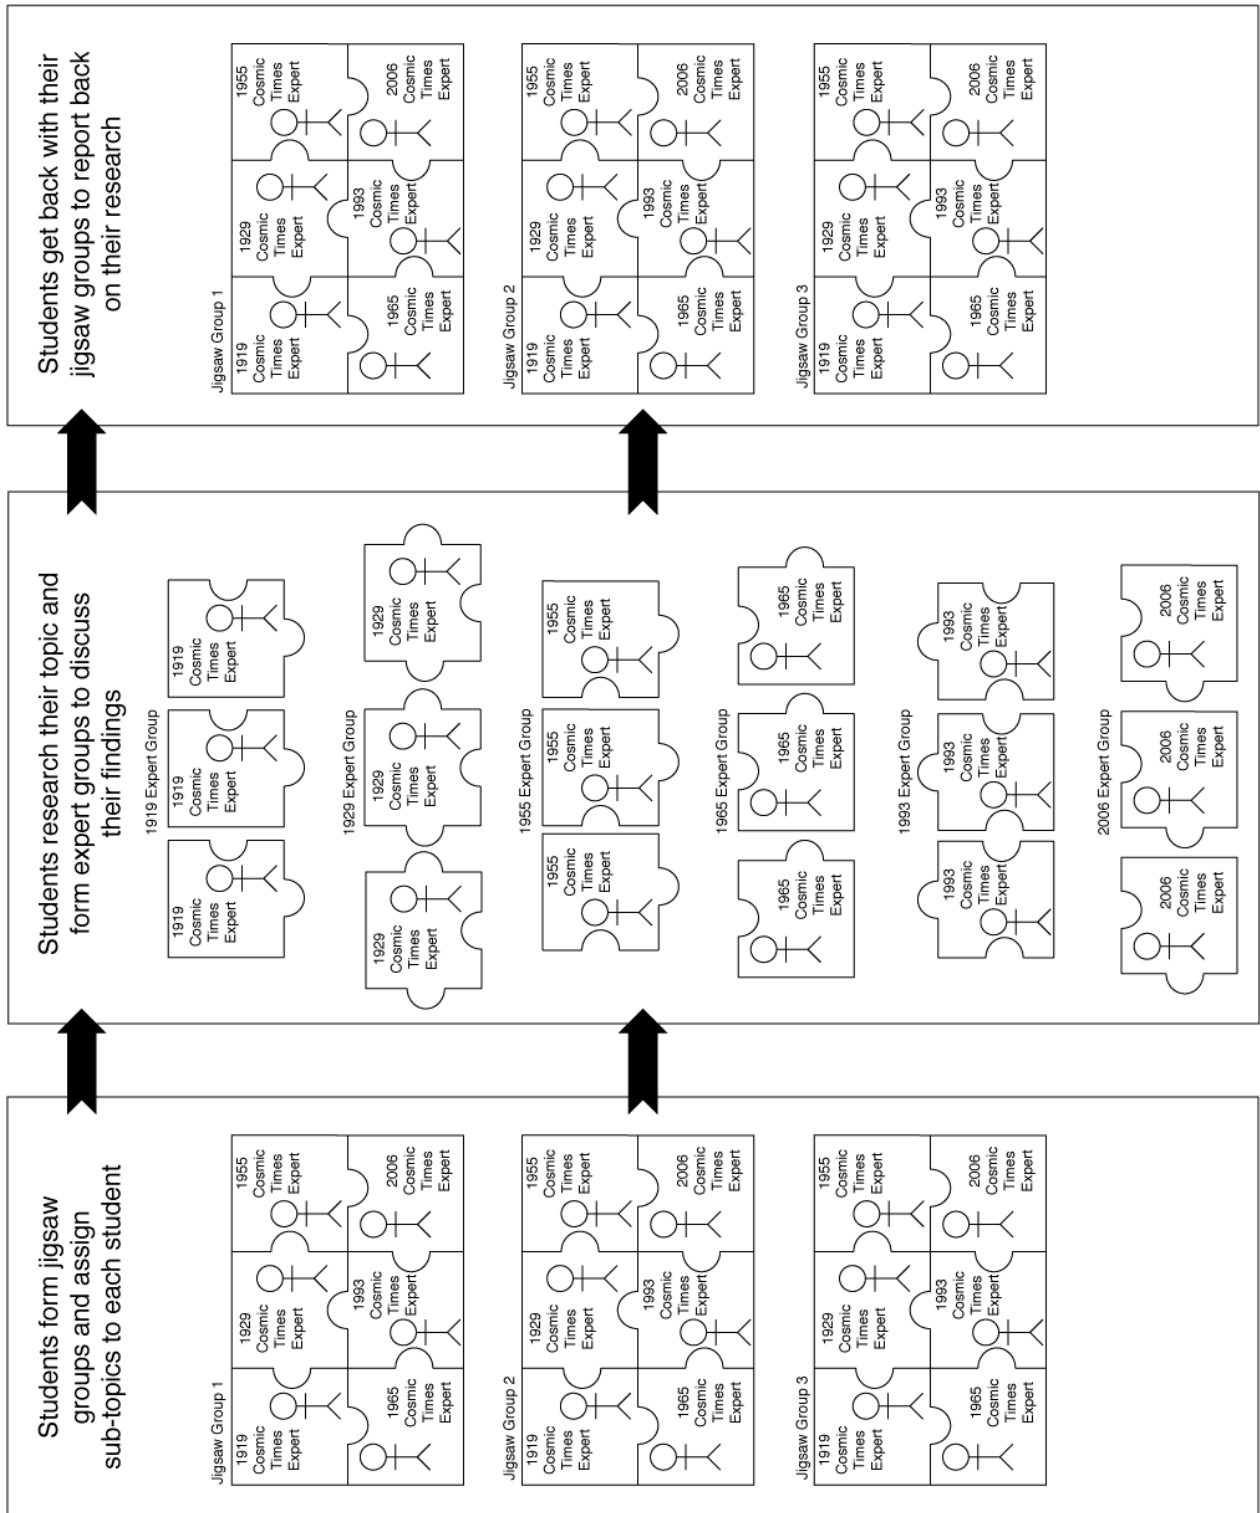 Students form jigsaw
groups and assign
sub-topics to each student
Jigsaw Group 1
1919
Cosmic
Times
Expert
1929
Cosmic
Times
Expert
1955
Cosmic
Times
Expert
1965
Cosmic
Times
Expert
1993
Cosmic
Times
Expert
2006
Cosmic
Times
Expert
Jigsaw Group 2
1919
Cosmic
Times
Expert
1929
Cosmic
Times
Expert
1955
Cosmic
Times
Expert
1965
Cosmic
Times
Expert
1993
Cosmic
Times
Expert
2006
Cosmic
Times
Expert
Jigsaw Group 3
1919
Cosmic
Times
Expert
1929
Cosmic
Times
Expert
1955
Cosmic
Times
Expert
1965
Cosmic
Times
Expert
1993
Cosmic
Times
Expert
2006
Cosmic
Times
Expert
Students research their topic and
form expert groups to discuss
their findings
1919 Expert Group
1919
Cosmic
Times
Expert
1919
Cosmic
Times
Expert
1919
Cosmic
Times
Expert
1929 Expert Group
1929
Cosmic
Times
Expert
1929
Cosmic
Times
Expert
1929
Cosmic
Times
Expert
1955 Expert Group
1955
Cosmic
Times
Expert
1955
Cosmic
Times
Expert
1955
Cosmic
Times
Expert
1965 Expert Group
1965
Cosmic
Times
Expert
1965
Cosmic
Times
Expert
1965
Cosmic
Times
Expert
1993 Expert Group
1993
Cosmic
Times
Expert
1993
Cosmic
Times
Expert
1993
Cosmic
Times
Expert
2006 Expert Group
2006
Cosmic
Times
Expert
2006
Cosmic
Times
Expert
2006
Cosmic
Times
Expert
Students get back with their
jigsaw groups to report back
on their research
Jigsaw Group 1
1919
Cosmic
Times
Expert
1929
Cosmic
Times
Expert
1955
Cosmic
Times
Expert
1965
Cosmic
Times
Expert
1993
Cosmic
Times
Expert
2006
Cosmic
Times
Expert
Jigsaw Group 2
1919
Cosmic
Times
Expert
1929
Cosmic
Times
Expert
1955
Cosmic
Times
Expert
1965
Cosmic
Times
Expert
1993
Cosmic
Times
Expert
2006
Cosmic
Times
Expert
Jigsaw Group 3
1919
Cosmic
Times
Expert
1929
Cosmic
Times
Expert
1955
Cosmic
Times
Expert
1965
Cosmic
Times
Expert
1993
Cosmic
Times
Expert
2006
Cosmic
Times
Expert